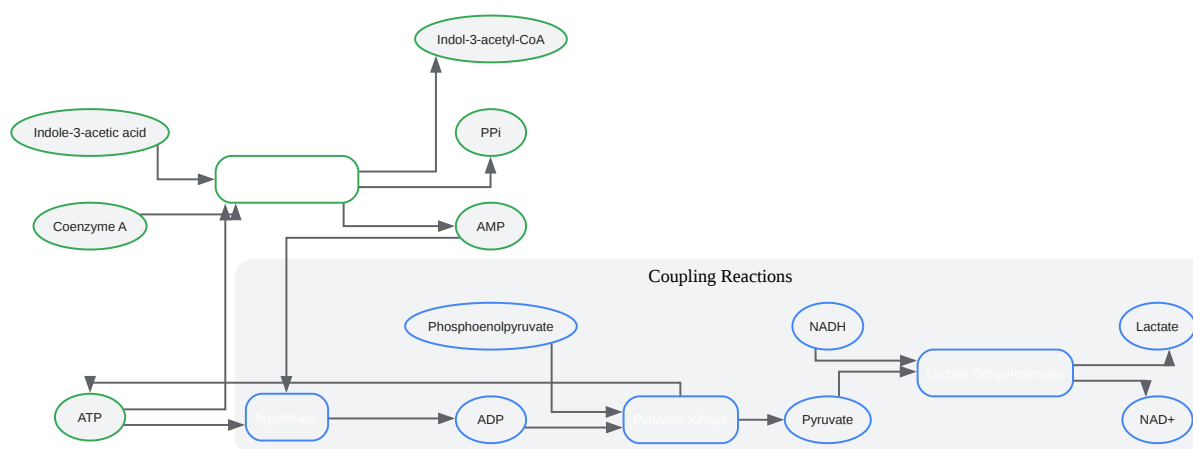 Indol-3-acetyl-CoA
Indole-3-acetic acid
PPi
Coenzyme A
AMP
Coupling Reactions
Phosphoenolpyruvate
NADH
Lactate
Lactate Dehydrogenase
ATP
Myokinase
ADP
Pyruvate Kinase
Pyruvate
NAD+